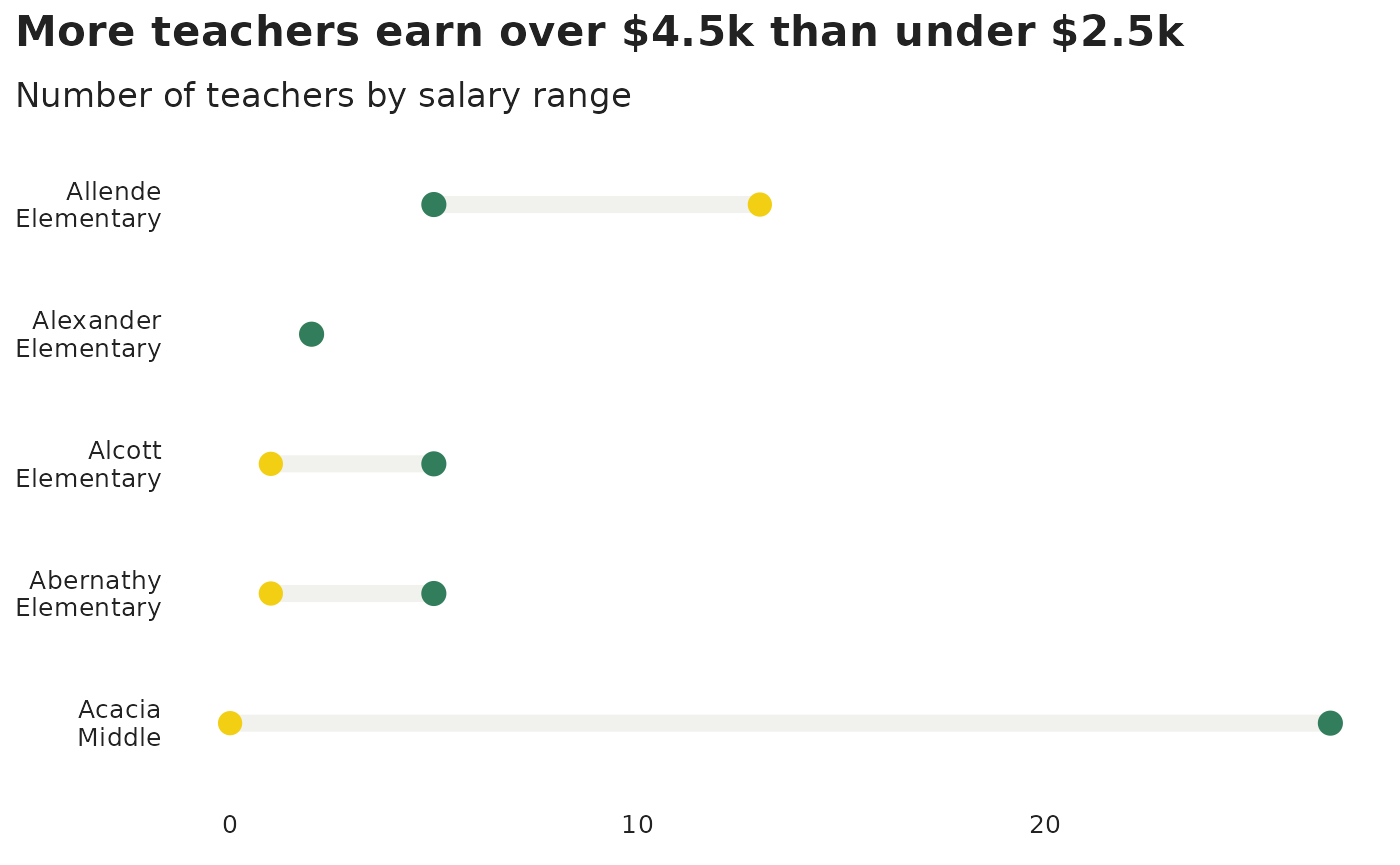 More teachers earn over $4.5k than under $2.5k
Number of teachers by salary range
Allende
Elementary
Alexander
Elementary
Alcott
Elementary
Abernathy
Elementary
Acacia
Middle
0 10 20